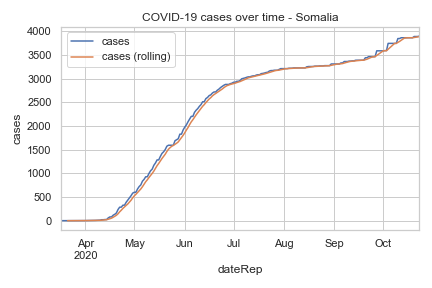 COVID-19 cases over time - Somalia
cases
cases (rolling)
4000
3500
3000
2500
2000
1500
1000
500
0
cases
Apr
2020
May
Jun
Jul
Aug
Sep
Oct
dateRep